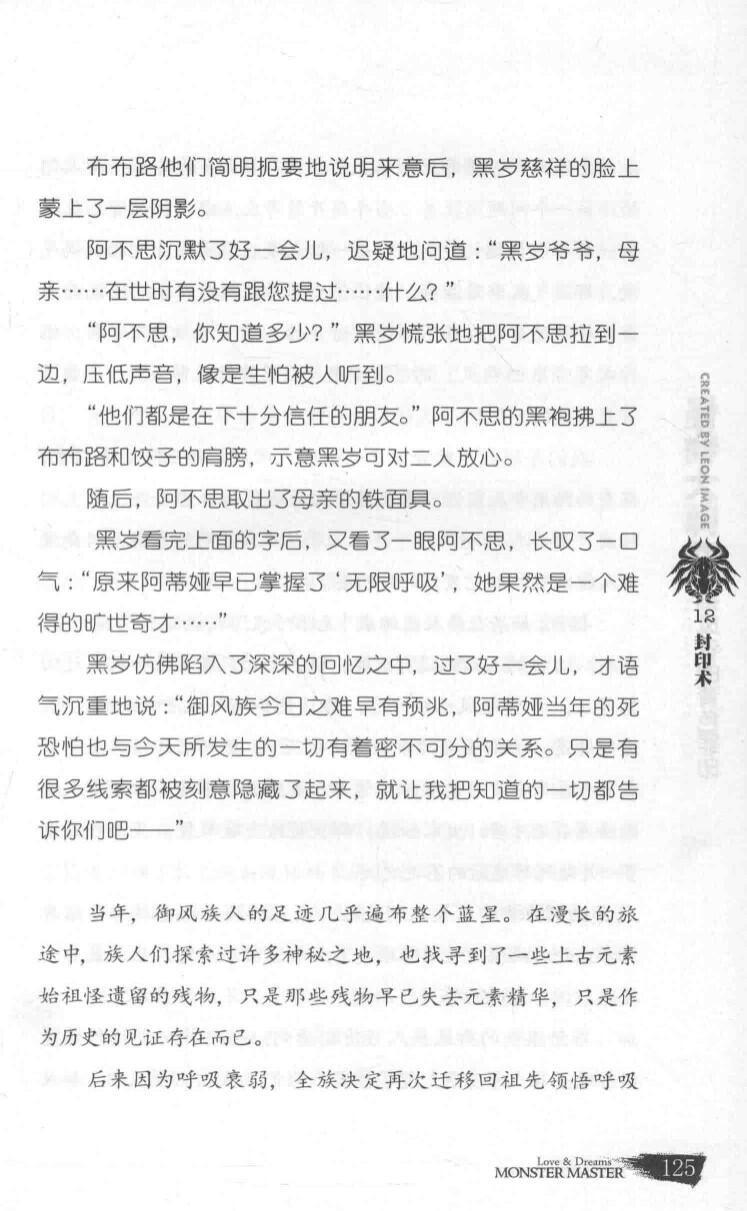 布布路他们简明扼要地说明来意后，黑岁慈祥的脸上
蒙上了一层阴影。
阿不思沉默了好一会儿，迟疑地问道：“黑岁爷爷，母
亲……在世时有没有跟您提过……什么？”
“阿不思，你知道多少？”黑岁慌张地把阿不思拉到一
边，压低声音，像是生怕被人听到。
“他们都是在下十分信任的朋友。”阿不思的黑袍拂上了
布布路和饺子的肩膀，示意黑岁可对二人放心。
随后，阿不思取出了母亲的铁面具。
黑岁看完上面的字后，又看了一眼阿不思，长叹了一口
气：“原来阿蒂娅早已掌握了‘无限呼吸’，她果然是一个难
得的旷世奇才……”
黑岁仿佛陷入了深深的回忆之中，过了好一会儿，才语
气沉重地说：“御风族今日之难早有预兆，阿蒂娅当年的死
恐怕也与今天所发生的一切有着密不可分的关系。只是有
很多线索都被刻意隐藏了起来，就让我把知道的一切都告
诉你们吧——”
当年，御风族人的足迹几乎遍布整个蓝星。在漫长的旅
途中，族人们探索过许多神秘之地，也找寻到了一些上古元素
始祖怪遗留的残物，只是那些残物早已失去元素精华，只是作
为历史的见证存在而已。
后来因为呼吸衰弱，全族决定再次迁移回祖先领悟呼吸
CREATED BY LEON IMAGE
12
封印术
Love & Dreams
MONSTER MASTER
125